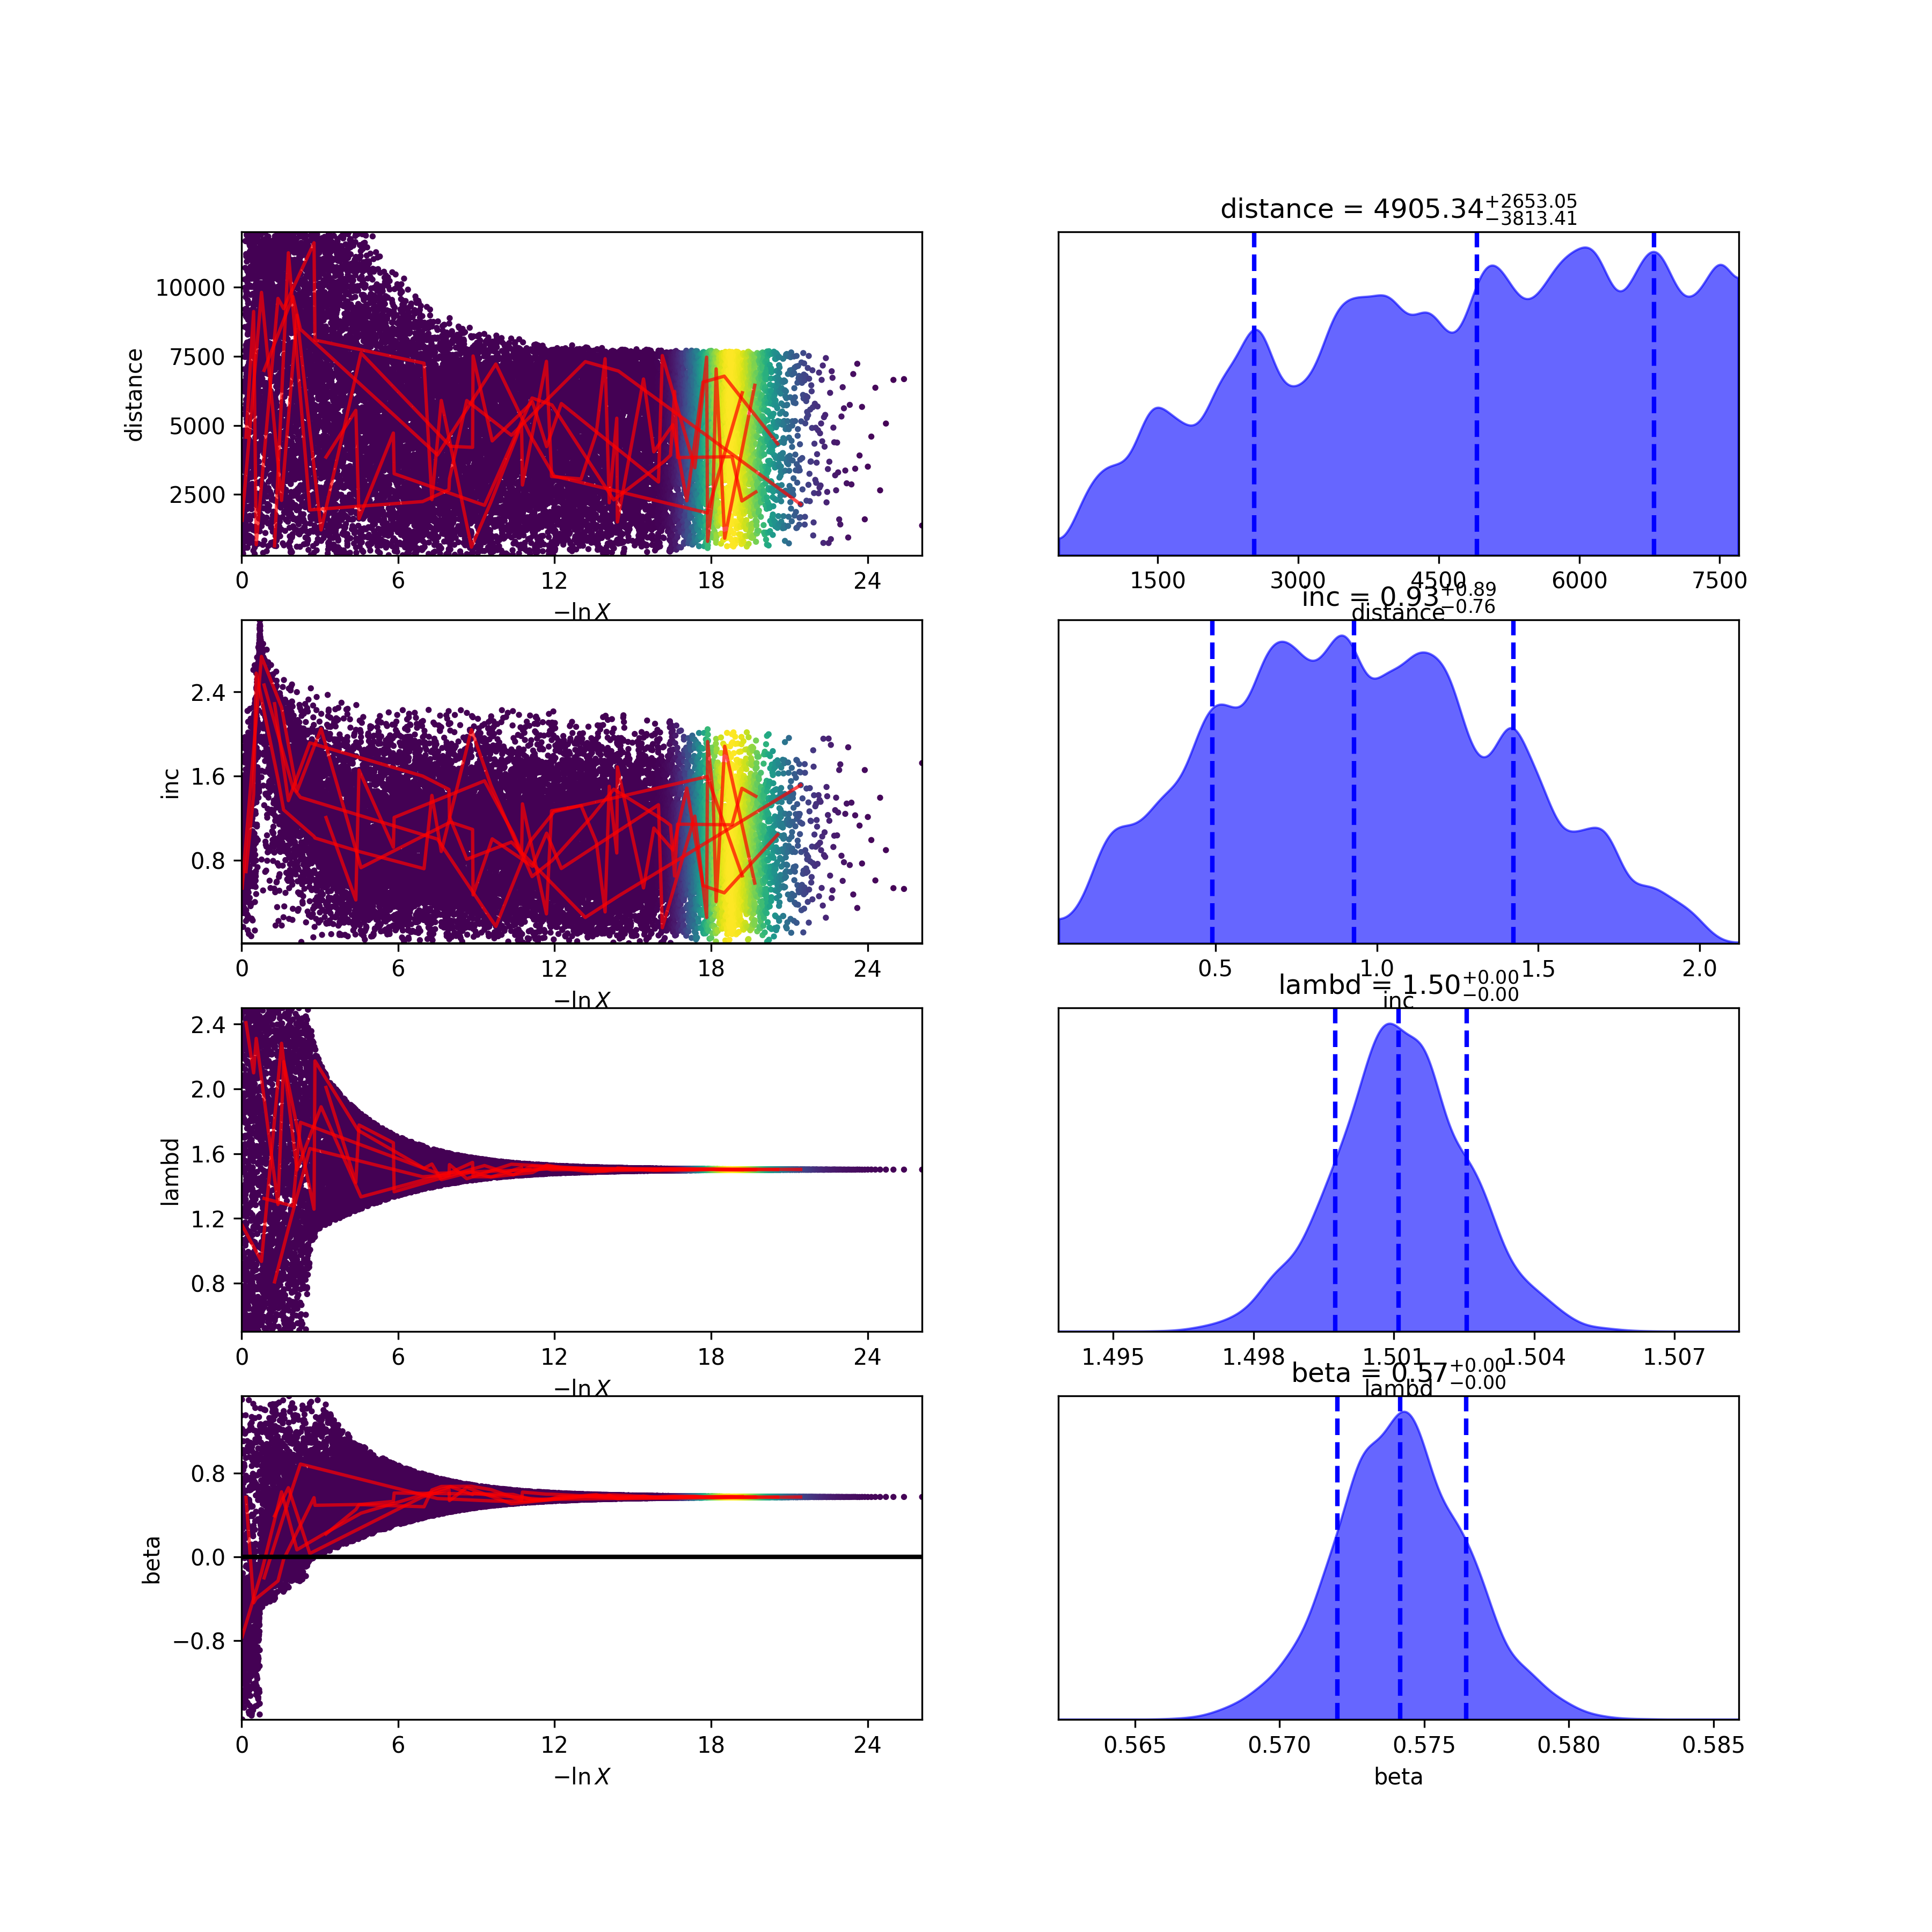 distance = 4905.34+2653.05−3813.41
10000
7500
5000
2500
distance
0 6 12 18 24
−ln X
1500 3000 4500 6000 7500
distance
inc = 0.93+0.89−0.76
2.4
1.6
0.8
inc
0 6 12 18 24
−ln X
0.5 1.0 1.5 2.0
inc
lambd = 1.50+0.00−0.00
2.4
2.0
1.6
1.2
0.8
lambd
0 6 12 18 24
−ln X
1.495 1.498 1.501 1.504 1.507
lambd
beta = 0.57+0.00−0.00
0.8
0.0
−0.8
beta
0 6 12 18 24
−ln X
0.565 0.570 0.575 0.580 0.585
beta